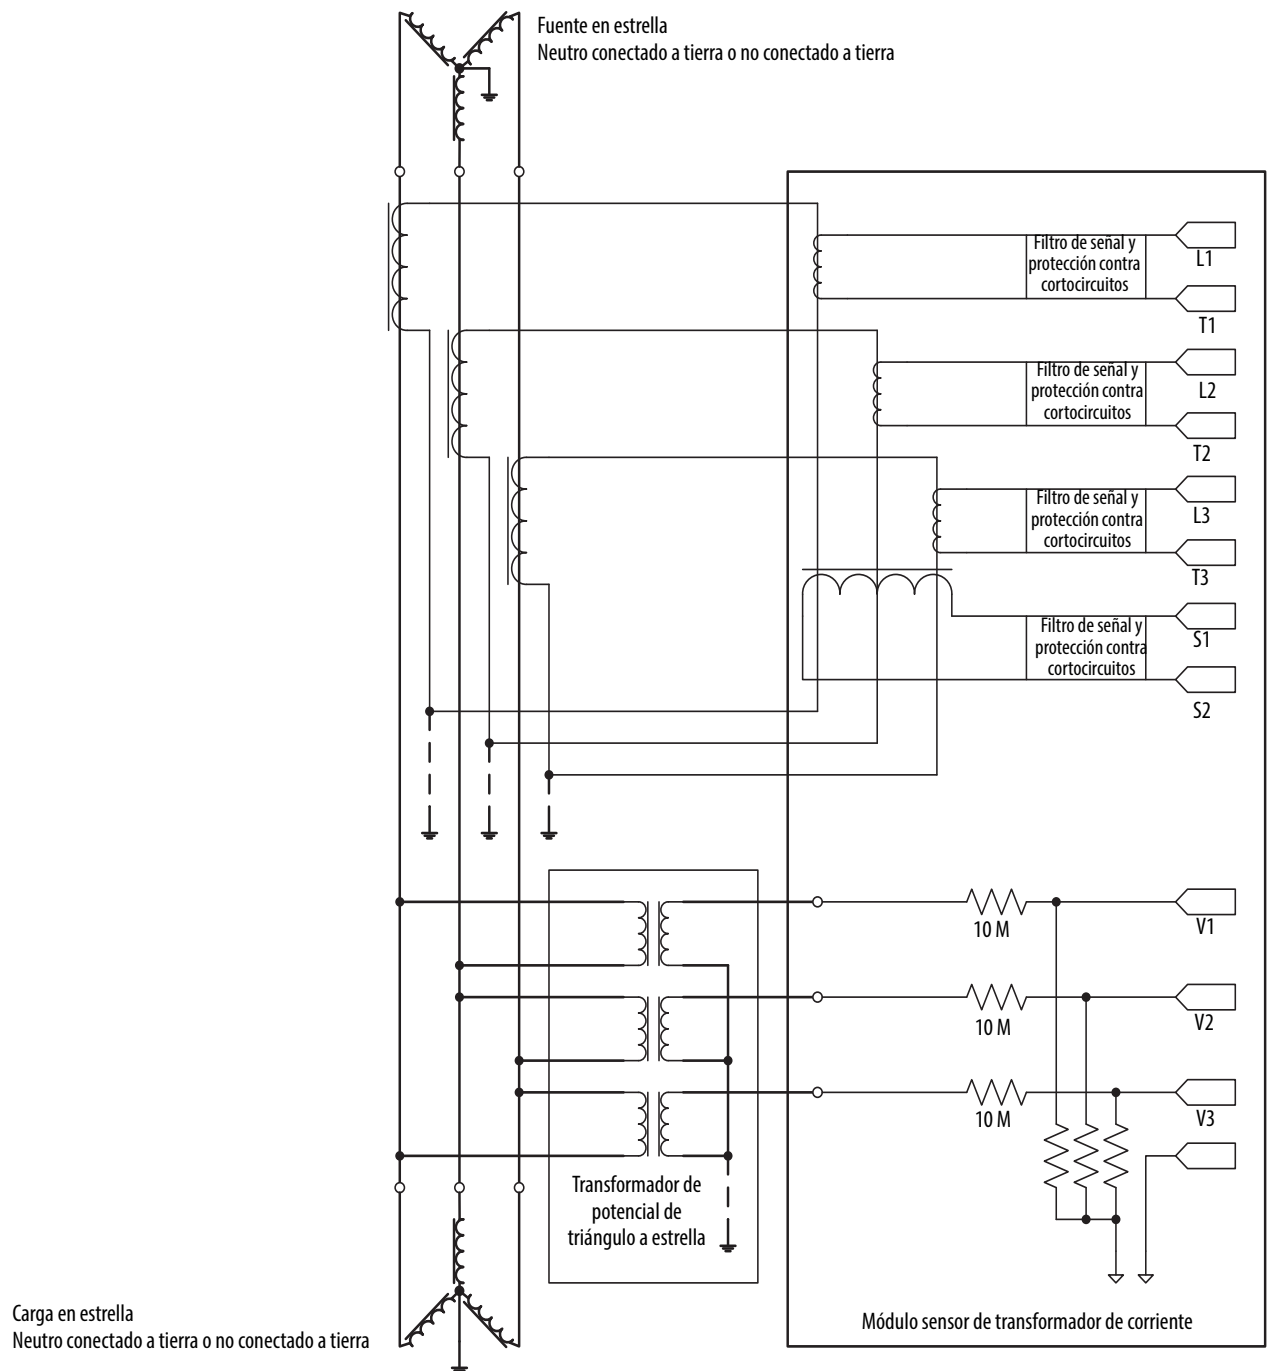 Fuente en estrella
Neutro conectado a tierra o no conectado a tierra
Filtro de señal y
protección contra
cortocircuitos
L1
T1
Filtro de señal y
protección contra
cortocircuitos
L2
T2
Filtro de señal y
protección contra
cortocircuitos
L3
T3
Filtro de señal y
protección contra
cortocircuitos
S1
S2
10 M
V1
10 M
V2
10 M
V3
Transformador de
potencial de
triángulo a estrella
Carga en estrella
Neutro conectado a tierra o no conectado a tierra
Módulo sensor de transformador de corriente